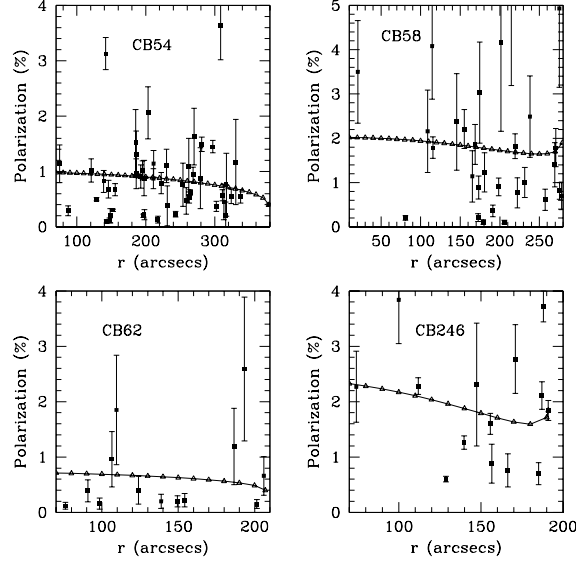 4
3
2
1
0
Polarization (%)
CB54
100 200 300
r (arcsecs)
5
4
3
2
1
0
Polarization (%)
CB58
50 100 150 200 250
r (arcsecs)
4
3
2
1
0
Polarization (%)
CB62
100 150 200
r (arcsecs)
4
3
2
1
0
Polarization (%)
CB246
100 150 200
r (arcsecs)